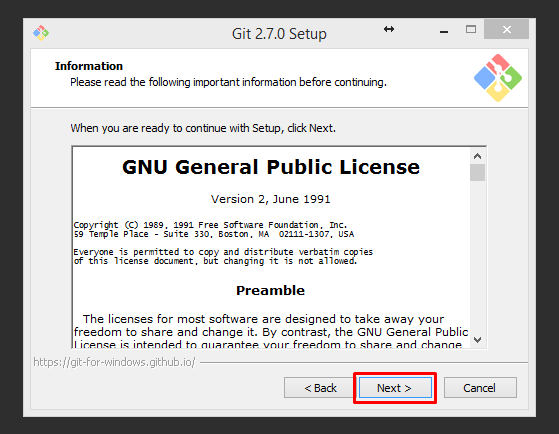 Git 2.7.0 Setup
Information
Please read the following important information before continuing.
When you are ready to continue with Setup, click Next.
GNU General Public License
Version 2, June 1991
Copyright (C) 1989, 1991 Free Software Foundation, Inc.
59 Temple Place - Suite 330, Boston, MA  02111-1307, USA
Everyone is permitted to copy and distribute verbatim copies
of this license document, but changing it is not allowed.
Preamble
The licenses for most software are designed to take away your
freedom to share and change it. By contrast, the GNU General Public
License is intended to guarantee your freedom to share and change
https://git-for-windows.github.io/
< Back
Next >
Cancel